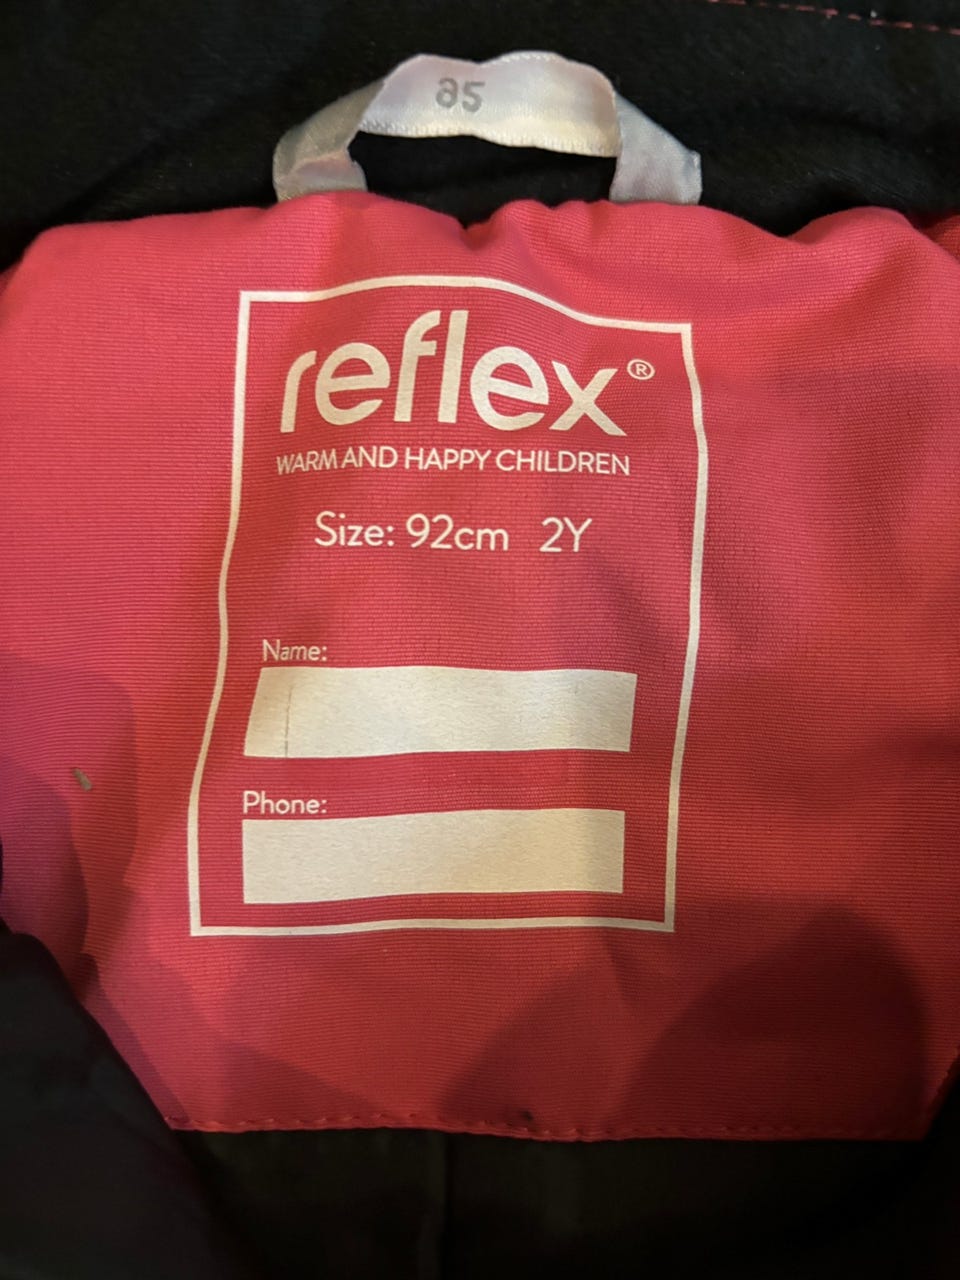 85
reflex®
WARM AND HAPPY CHILDREN
Size: 92cm 2Y
Name:
Phone: